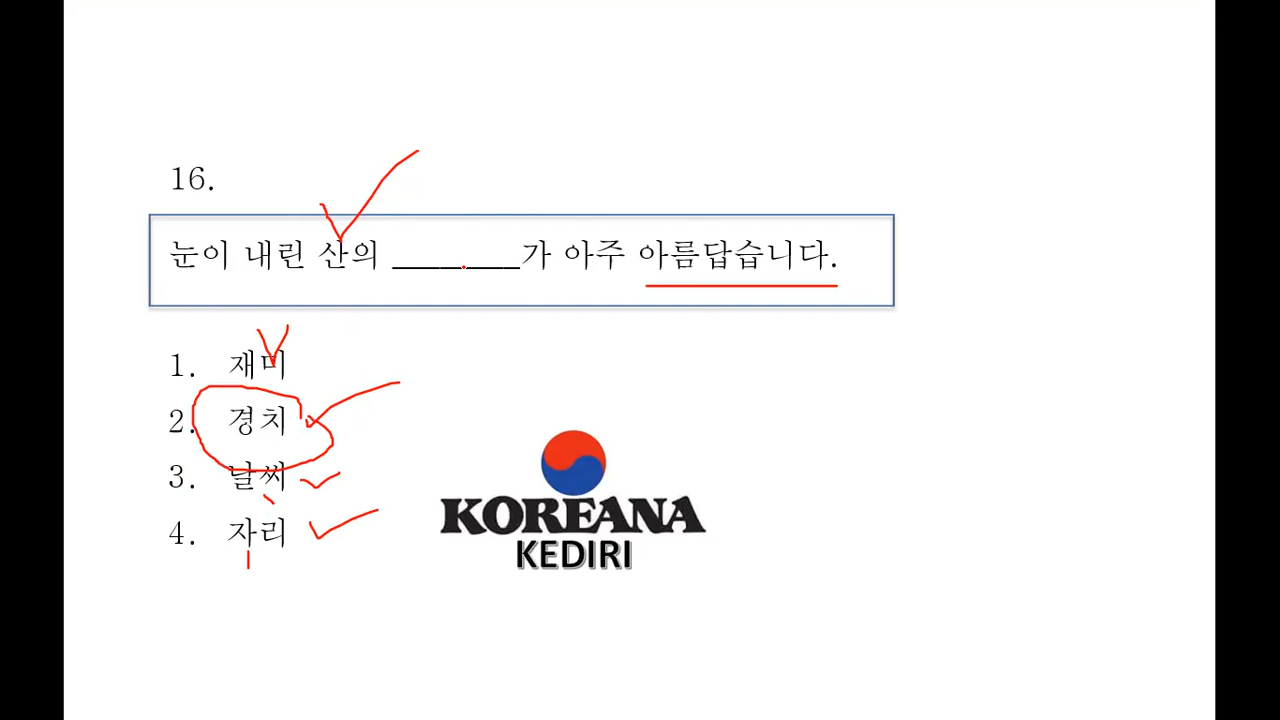 16.
눈이 내린 산의 ________가 아주 아름답습니다.
1. 재미
2. 경치
3. 날씨
4. 자리
KOREANA
KEDIRI